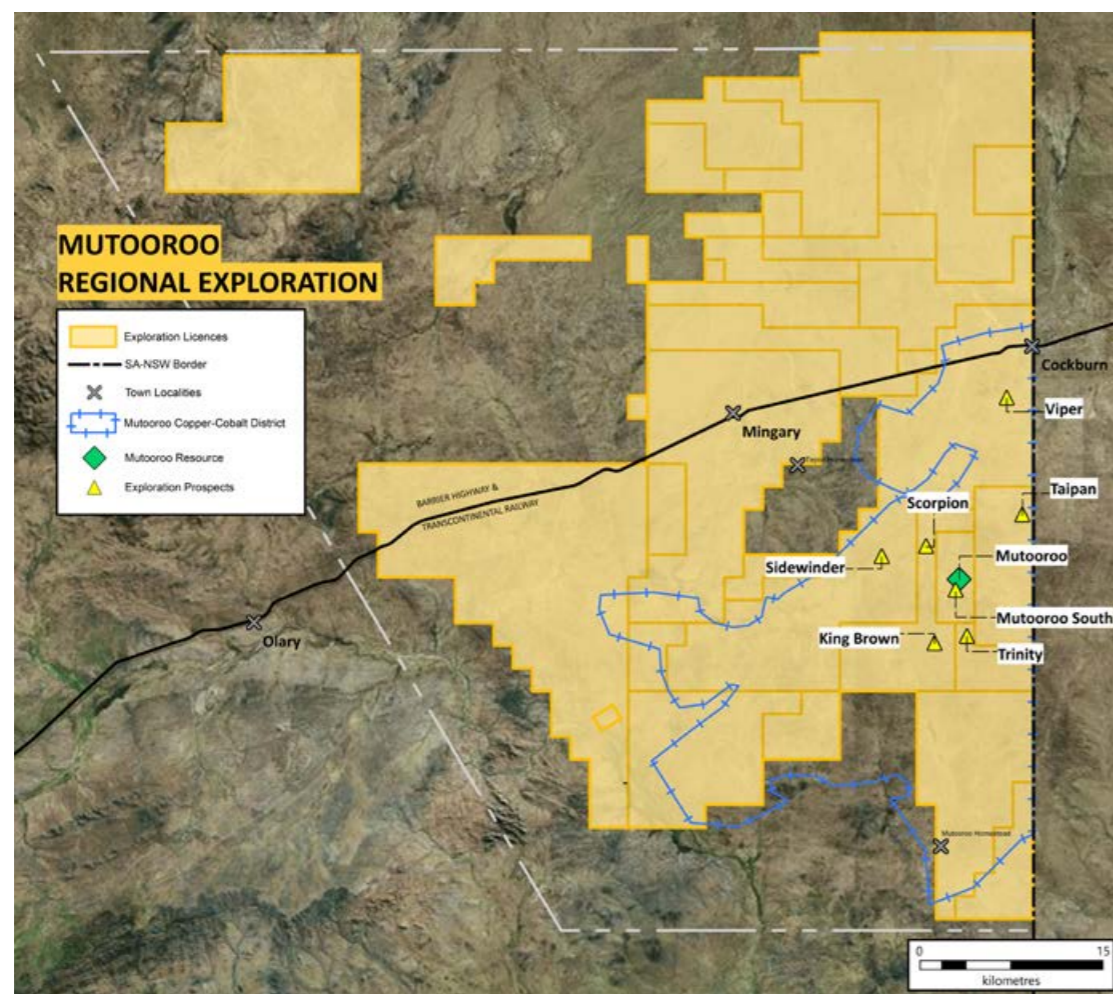 MUTOOROO
REGIONAL EXPLORATION
Exploration Licences
SA-NSW Border
Town Localities
Mutooroo Copper-Cobalt District
Mutooroo Resource
Exploration Prospects
Cockburn
Viper
Mingary
BARRIER HIGHWAY &
TRANSCONTINENTAL RAILWAY
Taipan
Scorpion
Mutooroo
Sidewinder
Mutooroo South
Olary
King Brown
Trinity
Mutooroo Homestead
0 15
kilometres